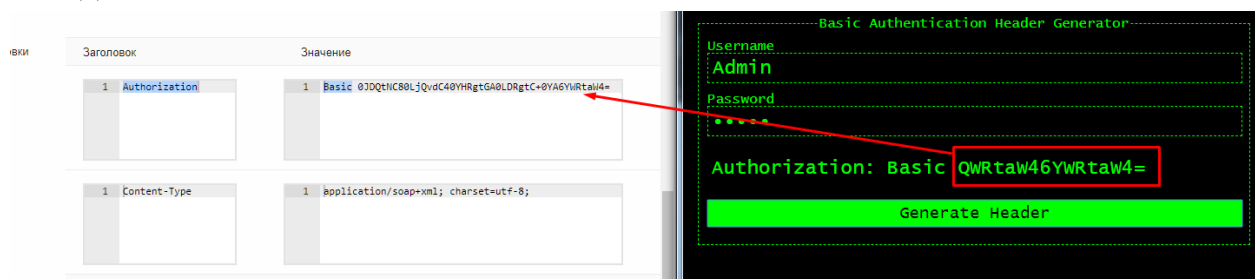 овки
Заголовок
Значение
1 Authorization
1 Basic 0JDQtNC80LjQvdC40YHRgtGA0LDRgtC+0YA6YWRtaW4=
1 Content-Type
1 application/soap+xml; charset=utf-8;
Basic Authentication Header Generator
Username
Admin
Password
•••••
Authorization: Basic QWRtaW46YWRtaW4=
Generate Header